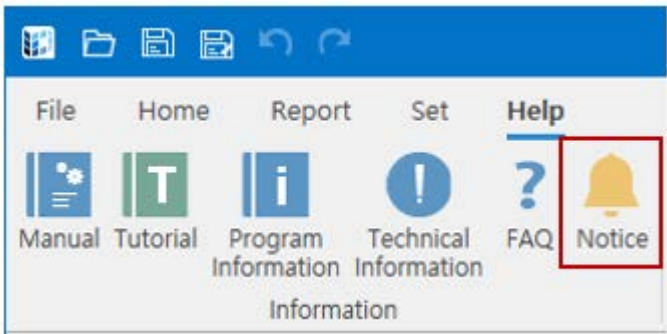 File Home Report Set Help
T i ! ?
Manual Tutorial Program Information Technical Information FAQ Notice
Information